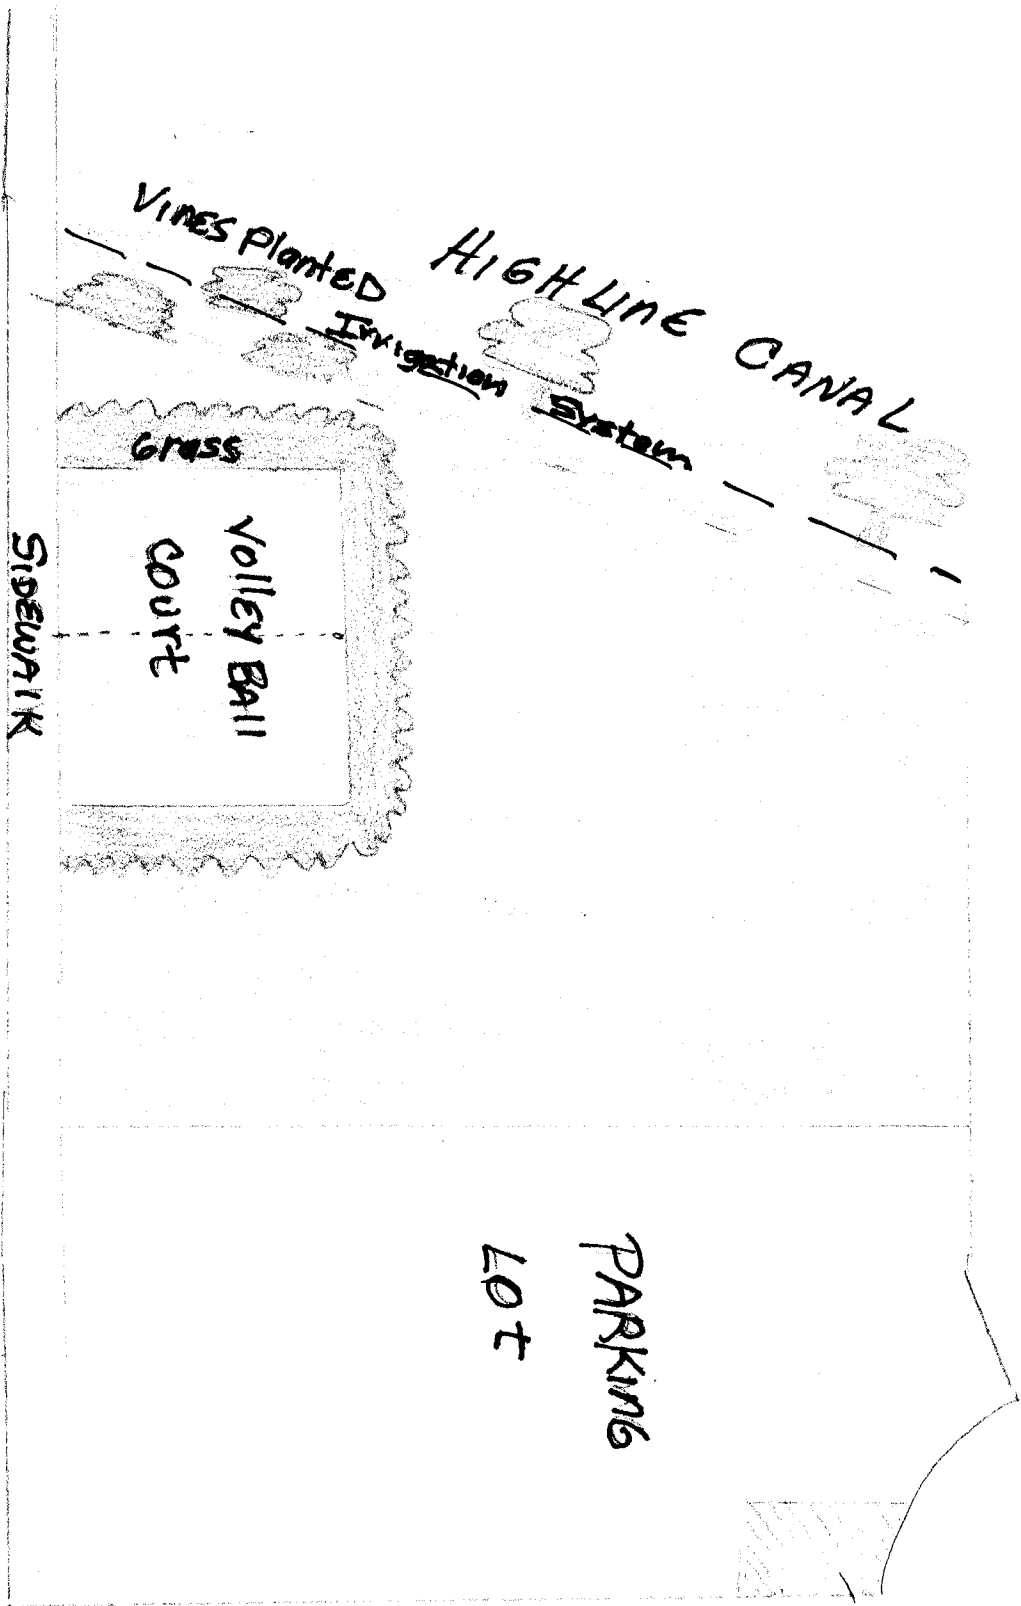 VINES PlantED
HIGHLINE CANAL
Irrigation System
Grass
VOllEY BAll
COUrt
SIDEWAlK
PARKING
LOt